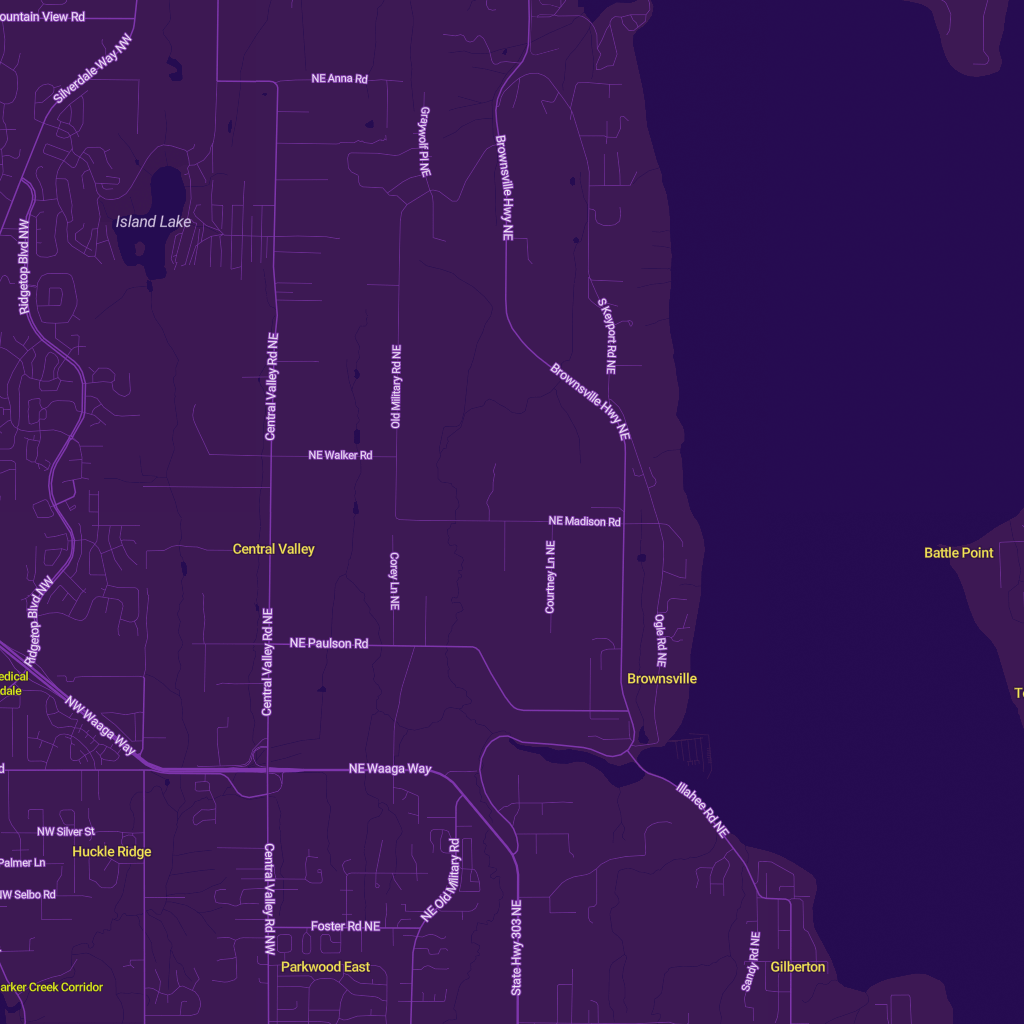 ountain View Rd
Silverdale Way NW
NE Anna Rd
Graywolf Pl NE
Brownsville Hwy NE
Island Lake
Ridgetop Blvd NW
S Keyport Rd NE
Central Valley Rd NE
Old Military Rd NE
Brownsville Hwy NE
NE Walker Rd
NE Madison Rd
Central Valley
Battle Point
Corey Ln NE
Courtney Ln NE
Ridgetop Blvd NW
Central Valley Rd NE
NE Paulson Rd
Ogle Rd NE
edical
dale
Brownsville
To
NW Waaga Way
d
NE Waaga Way
Illahee Rd NE
NW Silver St
Huckle Ridge
Palmer Ln
NW Selbo Rd
Central Valley Rd NW
NE Old Military Rd
Foster Rd NE
State Hwy 303 NE
Sandy Rd NE
Parkwood East
Gilberton
arker Creek Corridor